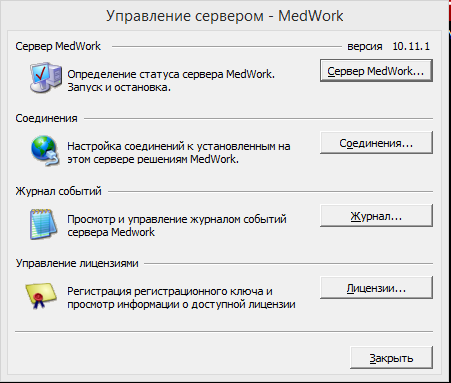 Управление сервером - MedWork
Сервер MedWork версия 10.11.1
Определение статуса сервера MedWork.
Запуск и остановка.
Сервер MedWork...
Соединения
Настройка соединений к установленным на
этом сервере решениям MedWork.
Соединения...
Журнал событий
Просмотр и управление журналом событий
сервера Medwork
Журнал...
Управление лицензиями
Регистрация регистрационного ключа и
просмотр информации о доступной лицензии
Лицензии...
Закрыть